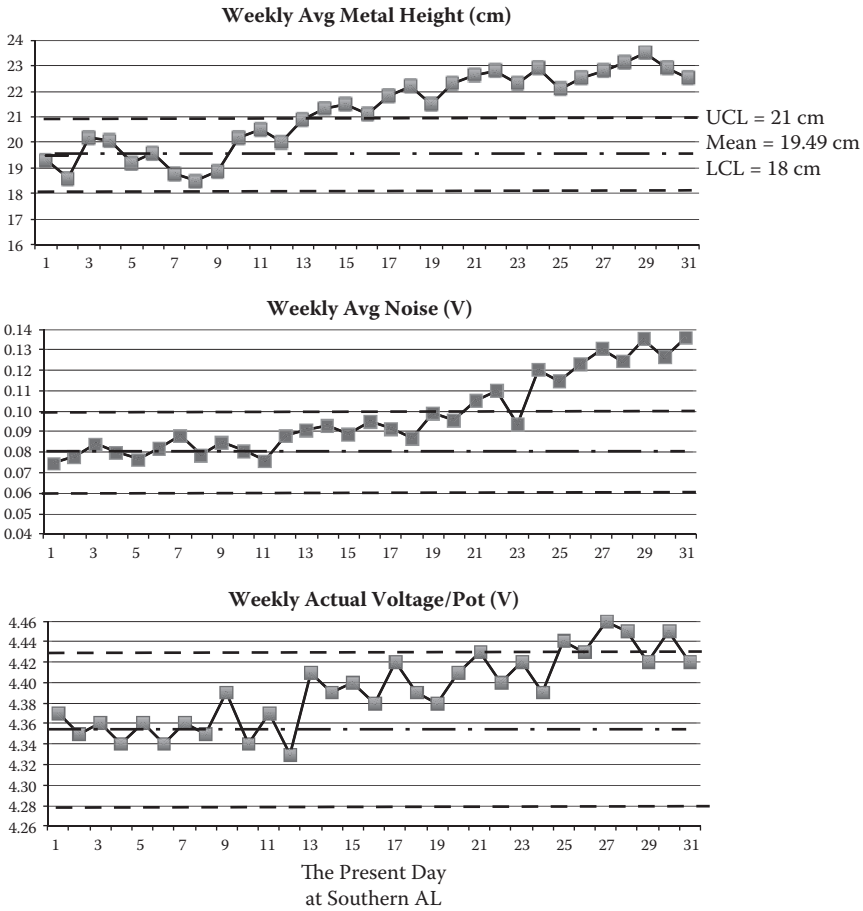 Weekly Avg Metal Height (cm)
24
23
22
21
20
19
18
17
16
UCL = 21 cm
Mean = 19.49 cm
LCL = 18 cm
1 3 5 7 9 11 13 15 17 19 21 23 25 27 29 31
Weekly Avg Noise (V)
0.14
0.13
0.12
0.11
0.10
0.09
0.08
0.07
0.06
0.05
0.04
1 3 5 7 9 11 13 15 17 19 21 23 25 27 29 31
Weekly Actual Voltage/Pot (V)
4.46
4.44
4.42
4.40
4.38
4.36
4.34
4.32
4.30
4.28
4.26
1 3 5 7 9 11 13 15 17 19 21 23 25 27 29 31
The Present Day
at Southern AL